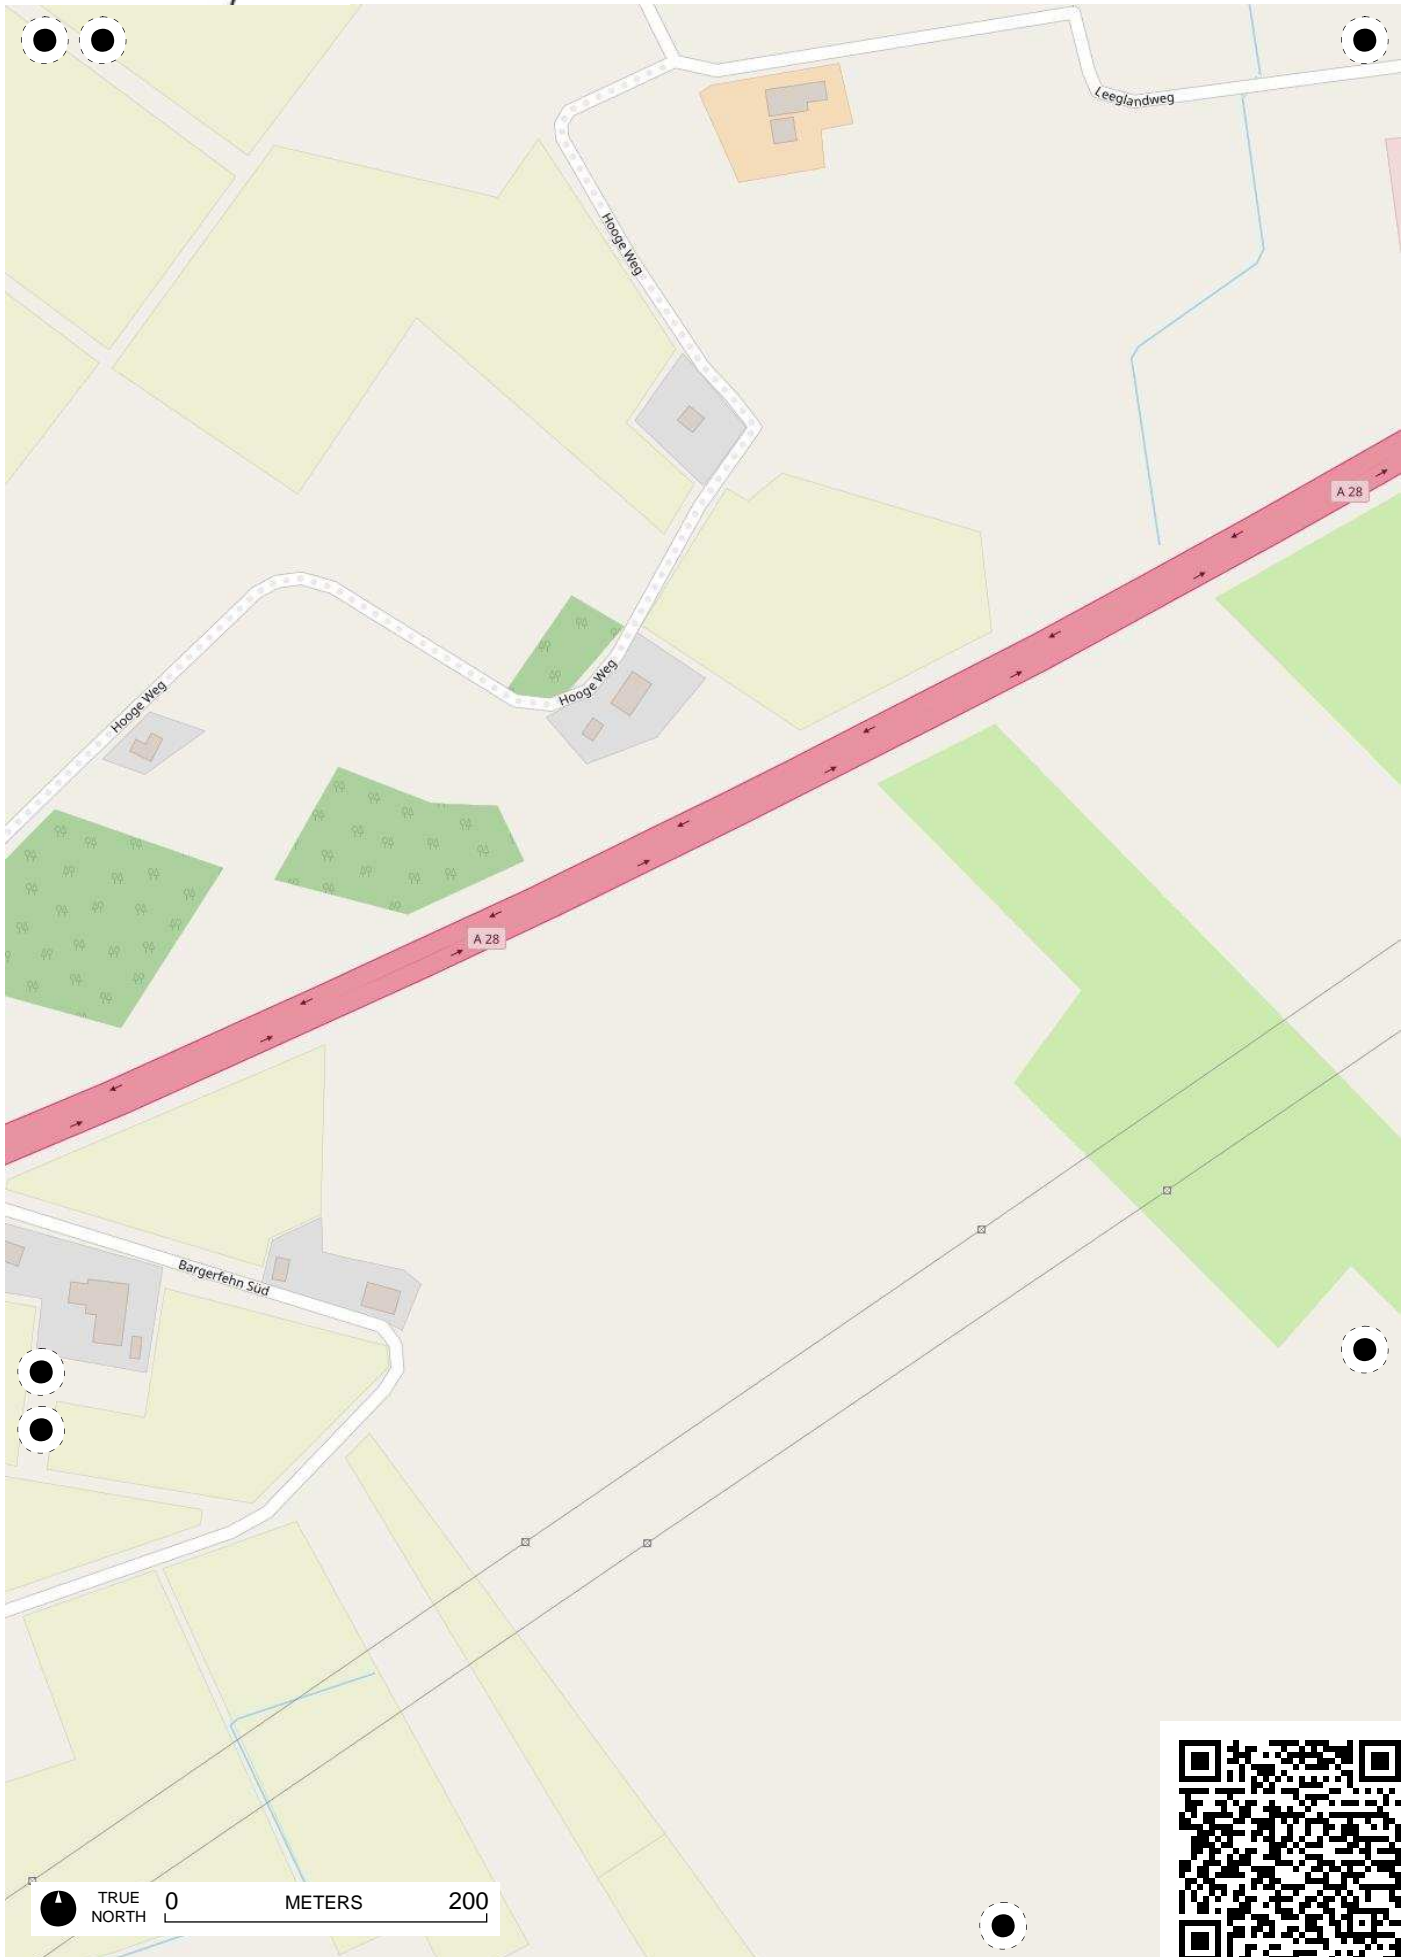 Leeglandweg
Hooge Weg
A 28
Hooge Weg
Hooge Weg
A 28
Bargerfehn Süd
TRUE NORTH
0 METERS 200